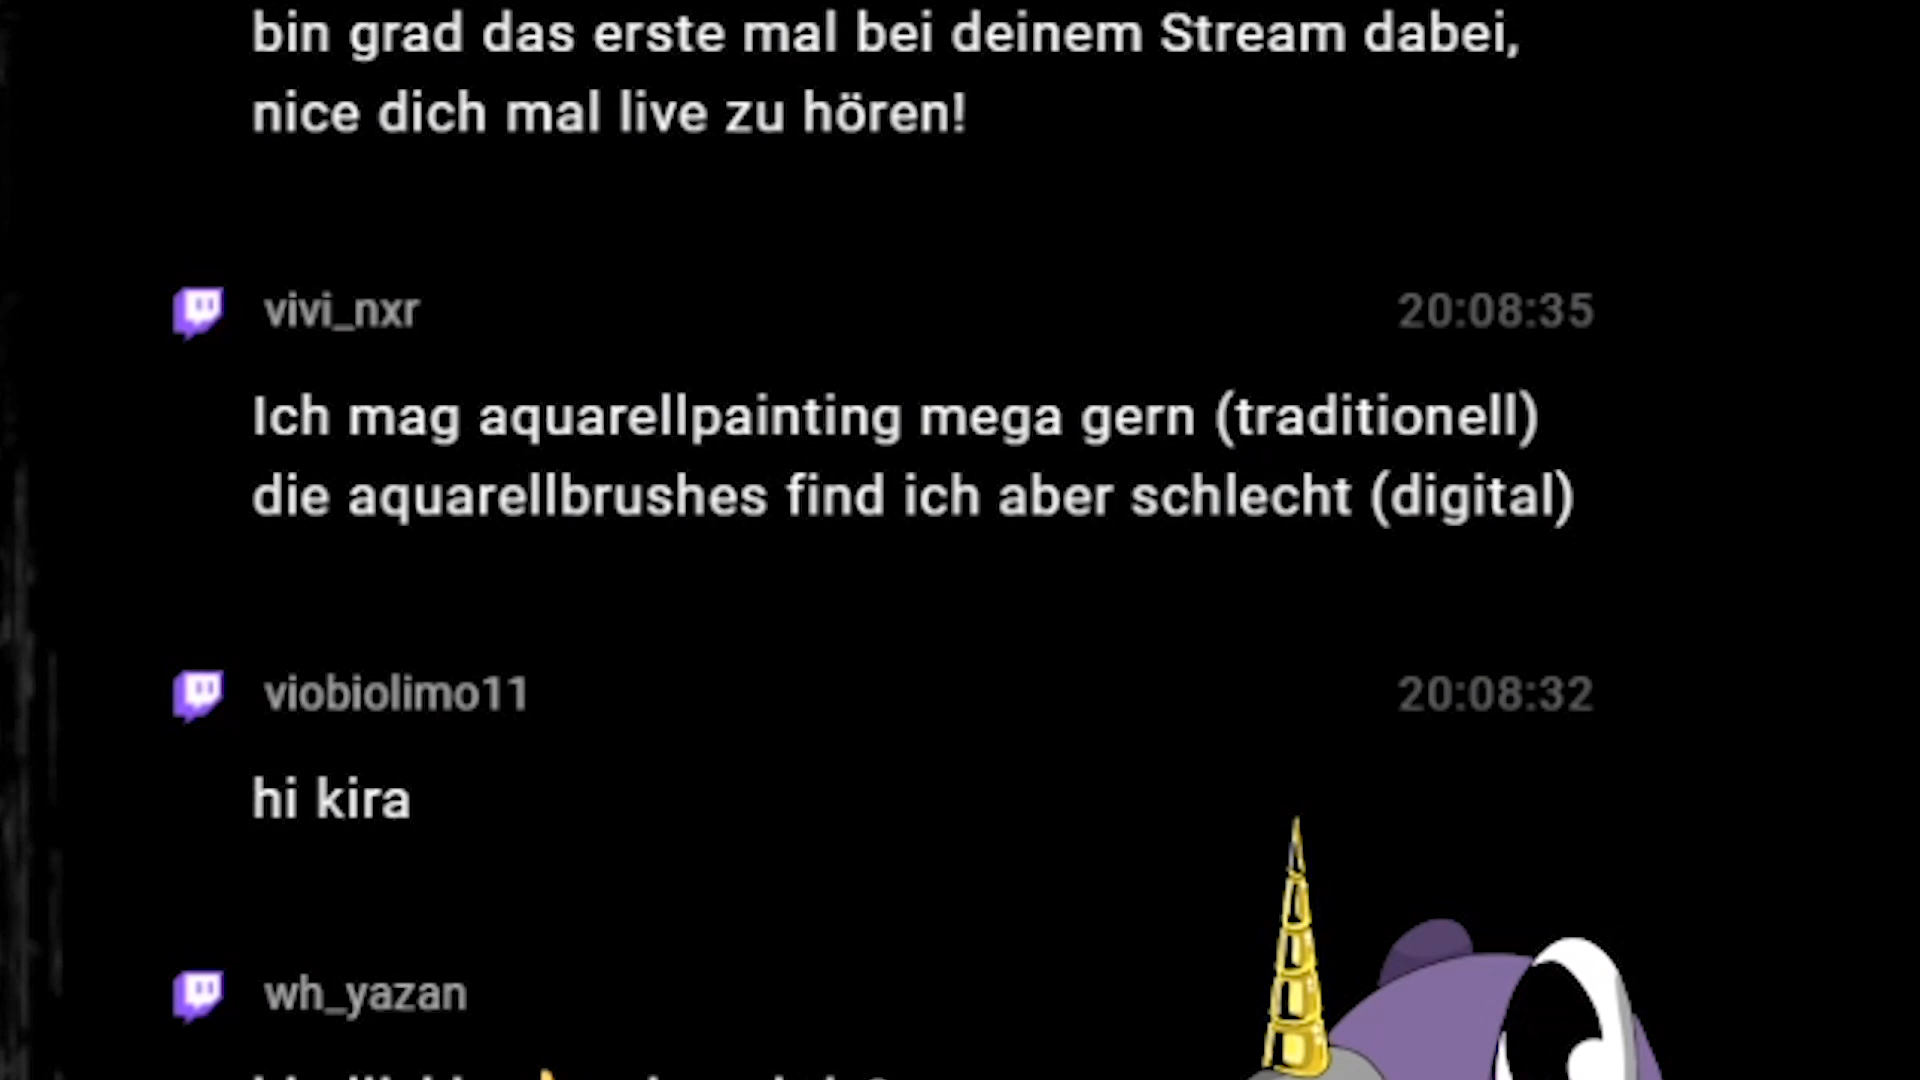 bin grad das erste mal bei deinem Stream dabei,
nice dich mal live zu hören!
vivi_nxr 20:08:35
Ich mag aquarellpainting mega gern (traditionell)
die aquarellbrushes find ich aber schlecht (digital)
viobiolimo11 20:08:32
hi kira
wh_yazan